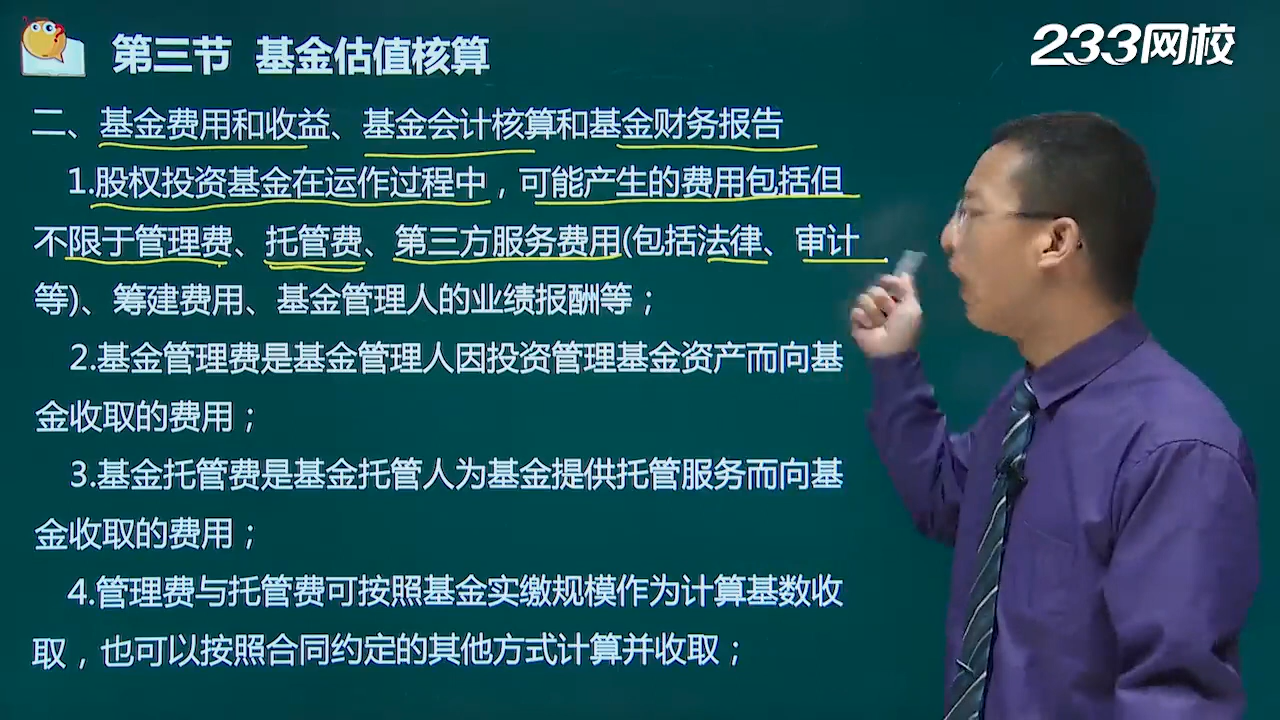 第三节 基金估值核算
233网校
二、基金费用和收益、基金会计核算和基金财务报告
1.股权投资基金在运作过程中，可能产生的费用包括但
不限于管理费、托管费、第三方服务费用(包括法律、审计
等)、筹建费用、基金管理人的业绩报酬等；
2.基金管理费是基金管理人因投资管理基金资产而向基
金收取的费用；
3.基金托管费是基金托管人为基金提供托管服务而向基
金收取的费用；
4.管理费与托管费可按照基金实缴规模作为计算基数收
取，也可以按照合同约定的其他方式计算并收取；